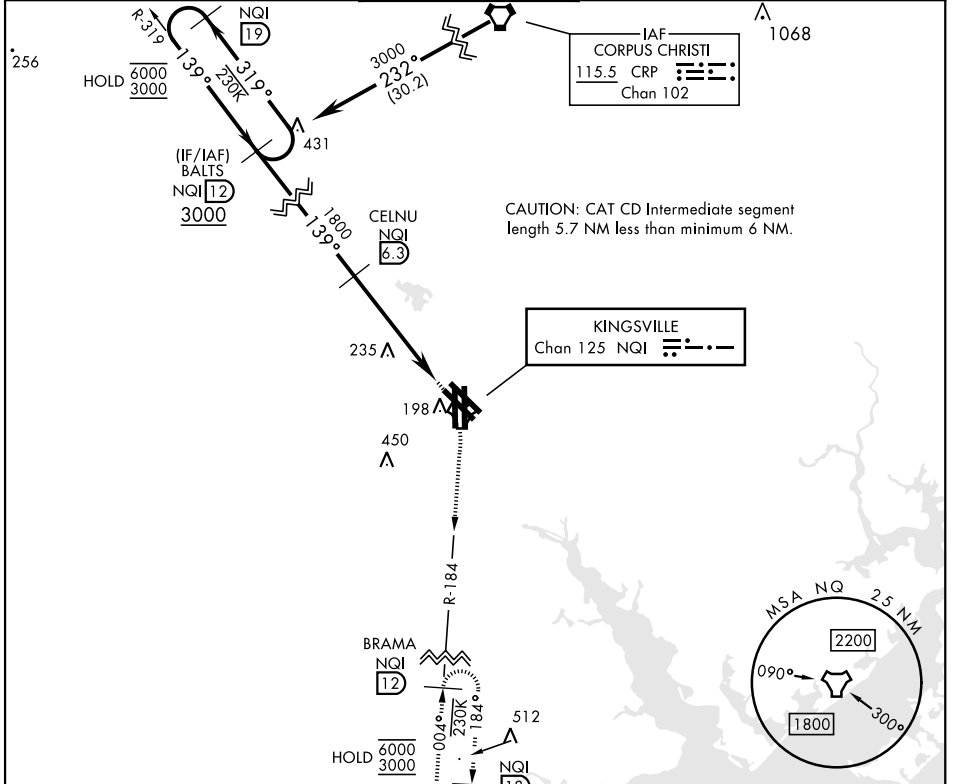 NQI
19
R-319
139°
319°
230K
HOLD 6000
3000
256
3000
232°
(30.2)
IAF
CORPUS CHRISTI
115.5 CRP
Chan 102
1068
431
(IF/IAF)
BALTS
NQI 12
3000
1800
139°
CELNU
NQI
6.3
CAUTION: CAT CD Intermediate segment
length 5.7 NM less than minimum 6 NM.
KINGSVILLE
Chan 125 NQI
235
198
450
R-184
BRAMA
NQI
12
004°
230K
184°
512
HOLD 6000
3000
NQI
MSA NQ 25 NM
2200
090°
1800
300°